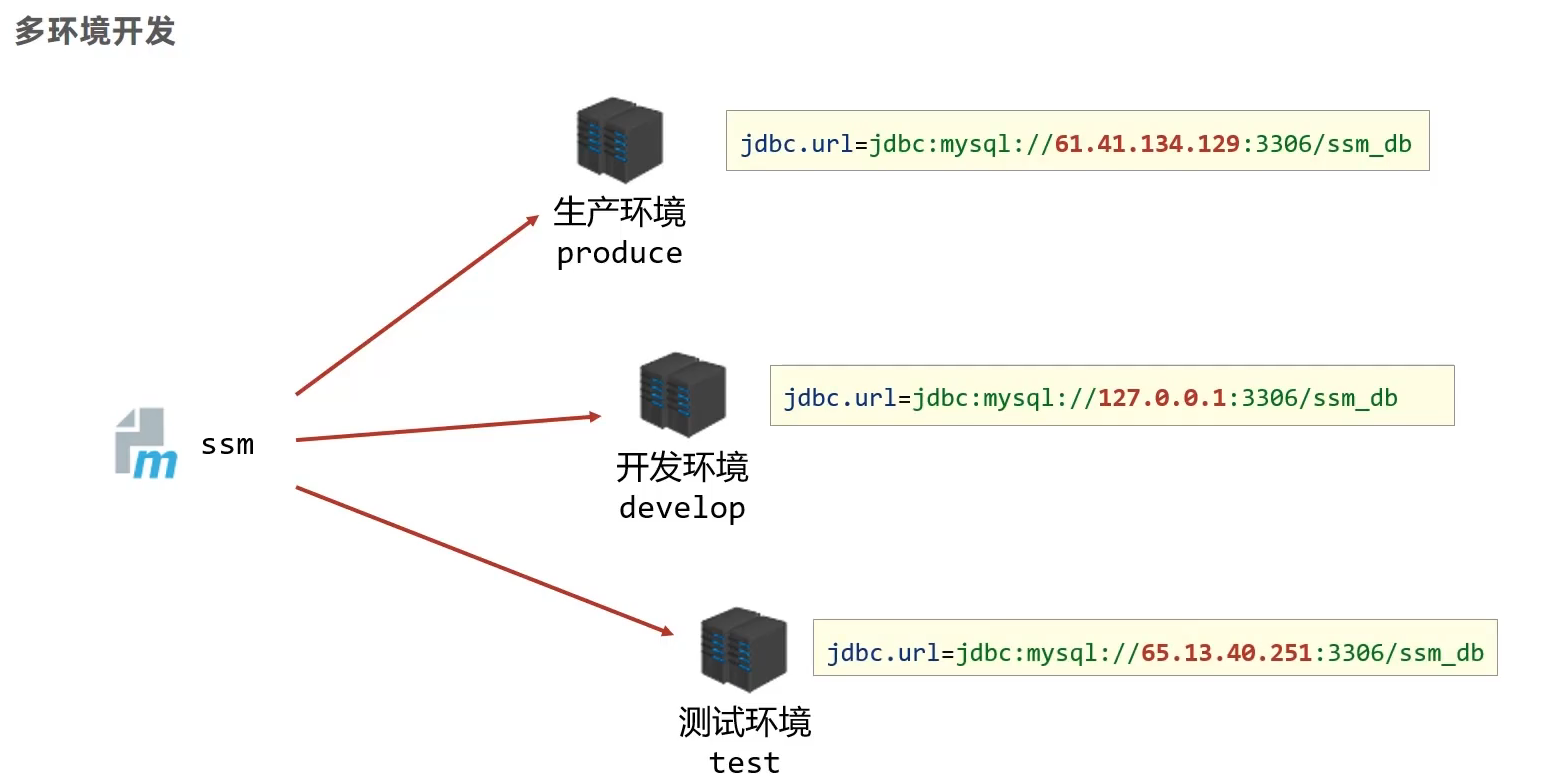 多环境开发
jdbc.url=jdbc:mysql://61.41.134.129:3306/ssm_db
生产环境
produce
jdbc.url=jdbc:mysql://127.0.0.1:3306/ssm_db
m
ssm
开发环境
develop
jdbc.url=jdbc:mysql://65.13.40.251:3306/ssm_db
测试环境
test